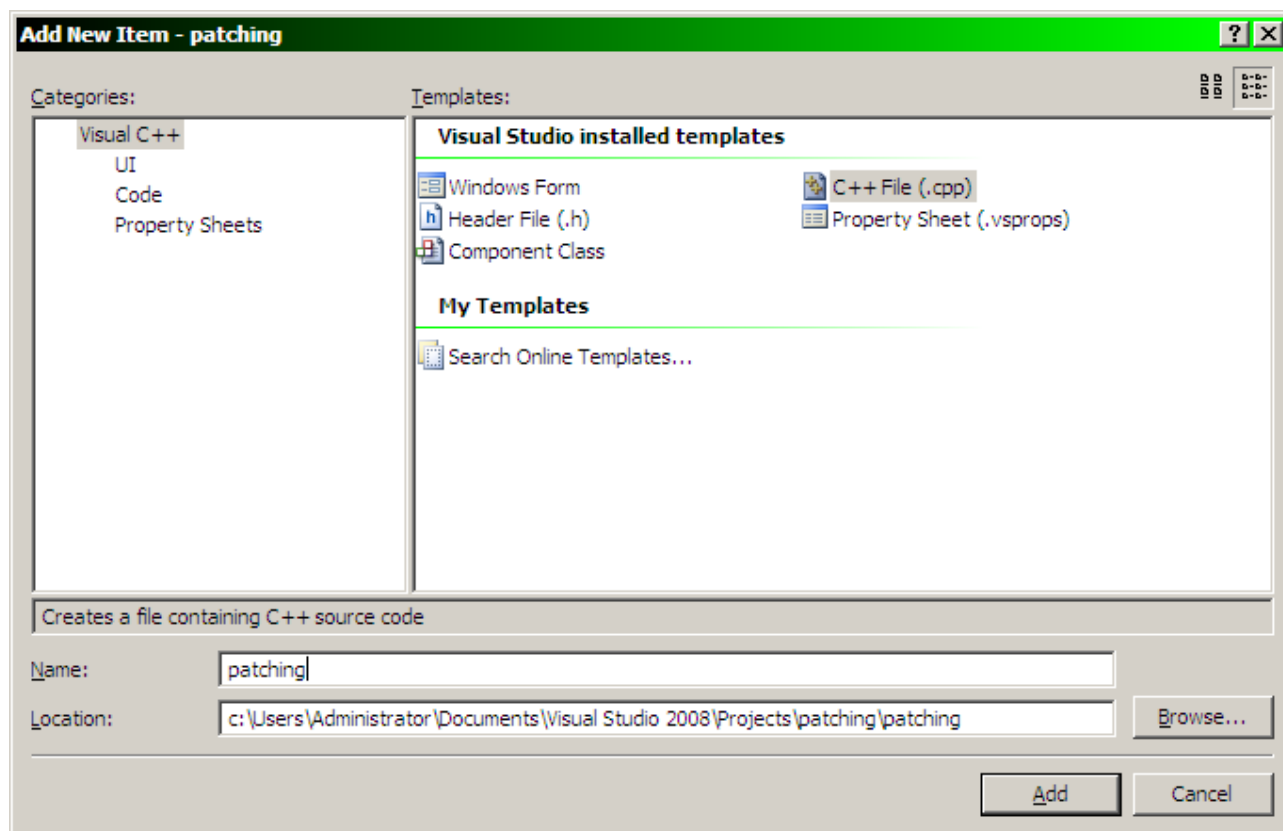 Add New Item - patching
Categories:
Templates:
Visual C++
UI
Code
Property Sheets
Visual Studio installed templates
Windows Form
C++ File (.cpp)
Header File (.h)
Property Sheet (.vsprops)
Component Class
My Templates
Search Online Templates...
Creates a file containing C++ source code
Name:
patching
Location:
c:\Users\Administrator\Documents\Visual Studio 2008\Projects\patching\patching
Browse...
Add
Cancel